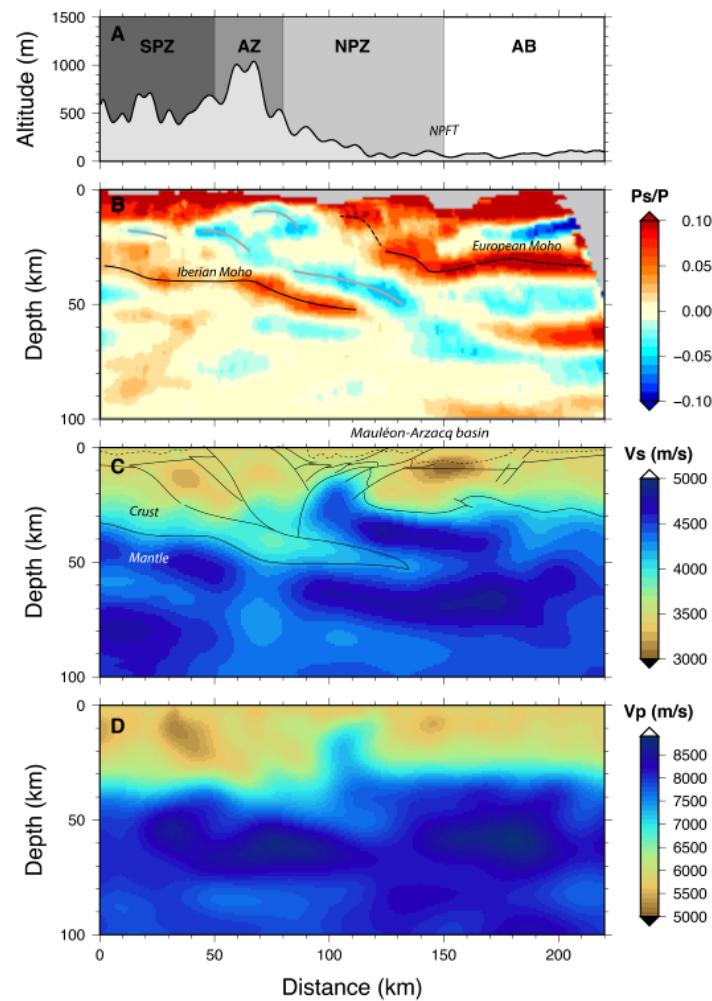 1500
1000
500
0
Altitude (m)
A
SPZ
AZ
NPZ
AB
NPFT
0
50
100
Depth (km)
B
Iberian Moho
European Moho
Ps/P
0.10
0.05
0.00
−0.05
−0.10
Mauléon-Arzacq basin
0
50
100
Depth (km)
C
Crust
Mantle
Vs (m/s)
5000
4500
4000
3500
3000
0
50
100
Depth (km)
D
Vp (m/s)
8500
8000
7500
7000
6500
6000
5500
5000
0
50
100
150
200
Distance (km)